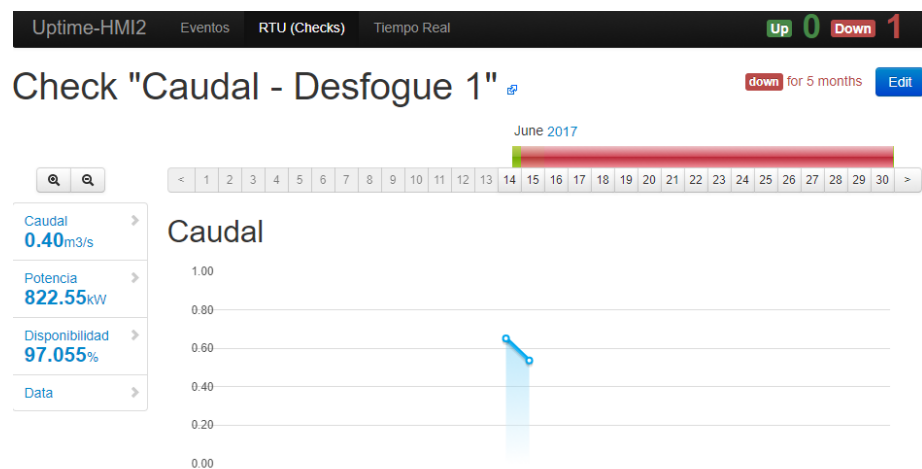 Uptime-HMI2 Eventos RTU (Checks) Tiempo Real Up 0 Down 1
Check "Caudal - Desfogue 1" down for 5 months Edit
June 2017
< 1 2 3 4 5 6 7 8 9 10 11 12 13 14 15 16 17 18 19 20 21 22 23 24 25 26 27 28 29 30 >
Caudal
0.40m3/s
Potencia
822.55kW
Disponibilidad
97.055%
Data
Caudal
1.00
0.80
0.60
0.40
0.20
0.00